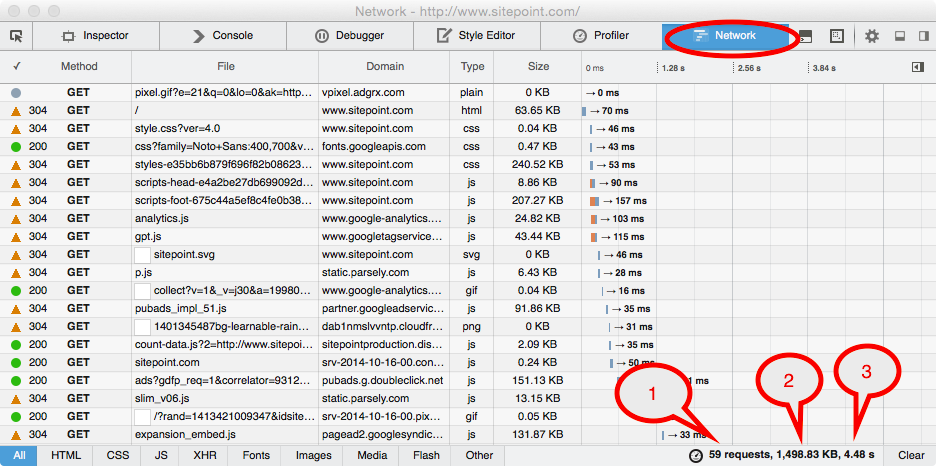 Network - http://www.sitepoint.com/
Inspector Console Debugger Style Editor Profiler Network
✓ Method File Domain Type Size 0 ms 1.28 s 2.56 s 3.84 s
GET pixel.gif?e=21&q=0&lo=0&ak=http... vpixel.adgrx.com plain 0 KB → 0 ms
304 GET / www.sitepoint.com html 63.65 KB → 70 ms
304 GET style.css?ver=4.0 www.sitepoint.com css 0.04 KB → 46 ms
200 GET css?family=Noto+Sans:400,700&v... fonts.googleapis.com css 0.47 KB → 43 ms
304 GET styles-e35bb6b879f696f82b08623... www.sitepoint.com css 240.52 KB → 53 ms
304 GET scripts-head-e4a2be27db699092d... www.sitepoint.com js 8.86 KB → 90 ms
304 GET scripts-foot-675c44a5ef8c4fe0b38... www.sitepoint.com js 207.27 KB → 157 ms
304 GET analytics.js www.google-analytics.... js 24.82 KB → 103 ms
304 GET gpt.js www.googletagservice... js 43.44 KB → 115 ms
304 GET sitepoint.svg www.sitepoint.com svg 0 KB → 46 ms
304 GET p.js static.parsely.com js 6.43 KB → 28 ms
200 GET collect?v=1&_v=j30&a=19980... www.google-analytics.... gif 0.04 KB → 16 ms
304 GET pubads_impl_51.js partner.googleadservic... js 91.86 KB → 35 ms
304 GET 1401345487bg-learnable-rain... dab1nmslvvntp.cloudfr... png 0 KB → 31 ms
200 GET count-data.js?2=http://www.sitepoi... sitepointproduction.dis... js 2.09 KB → 35 ms
200 GET sitepoint.com srv-2014-10-16-00.con... js 0.24 KB → 50 ms
200 GET ads?gdfp_req=1&correlator=9312... pubads.g.doubleclick.net js 151.13 KB 1 ms
304 GET slim_v06.js static.parsely.com js 13.15 KB
200 GET /?rand=1413421009347&idsite... srv-2014-10-16-00.pix... gif 0.05 KB
304 GET expansion_embed.js pagead2.googlesyndic... js 131.87 KB → 33 ms
1 2 3
All HTML CSS JS XHR Fonts Images Media Flash Other 59 requests, 1,498.83 KB, 4.48 s Clear